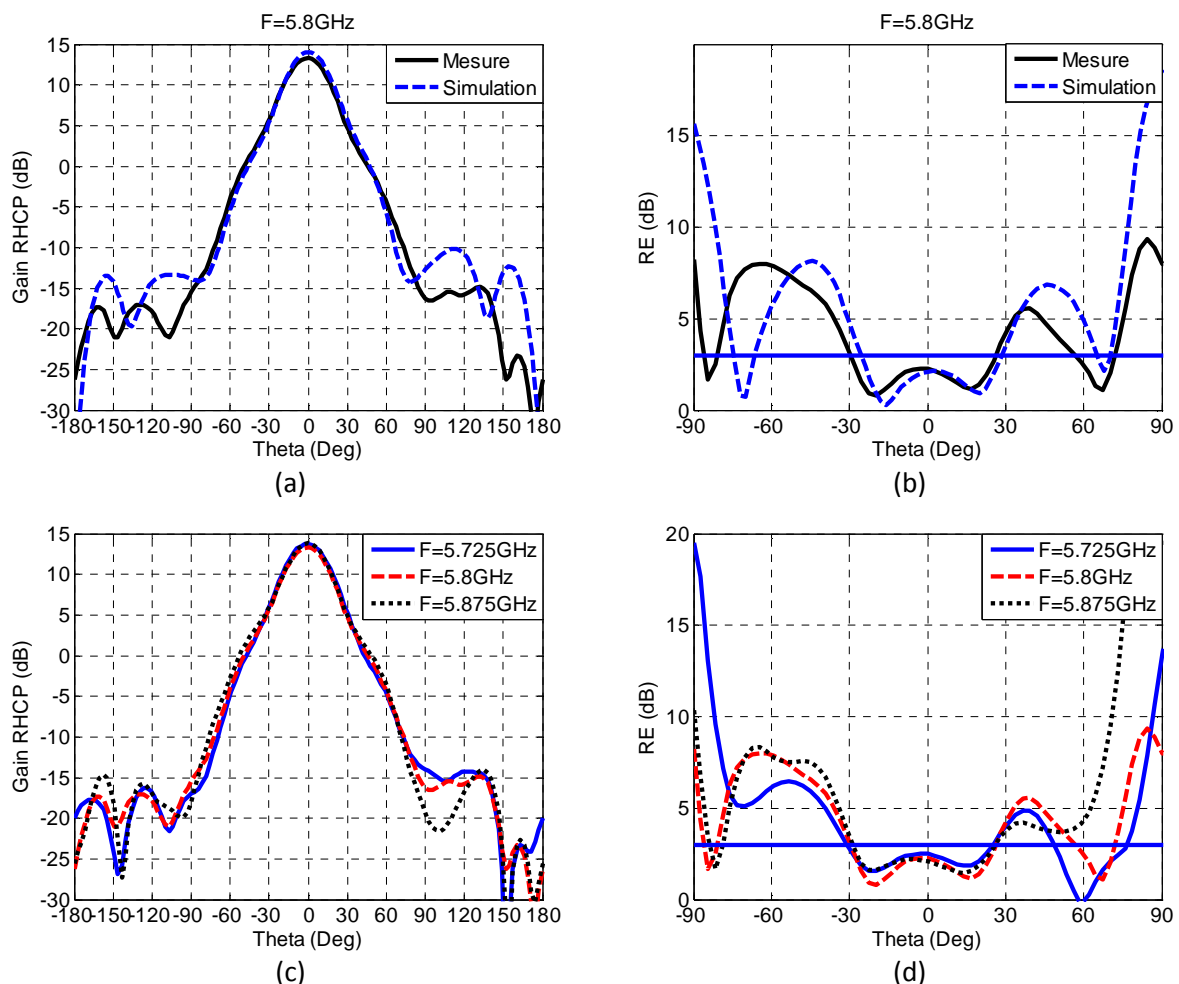 F=5.8GHz
15
10
5
0
-5
-10
-15
-20
-25
-30
Gain RHCP (dB)
Mesure
Simulation
-180-150-120 -90 -60 -30 0 30 60 90 120 150 180
Theta (Deg)
(a)
F=5.8GHz
15
10
5
0
RE (dB)
Mesure
Simulation
-90 -60 -30 0 30 60 90
Theta (Deg)
(b)
15
10
5
0
-5
-10
-15
-20
-25
-30
Gain RHCP (dB)
F=5.725GHz
F=5.8GHz
F=5.875GHz
-180-150-120 -90 -60 -30 0 30 60 90 120 150 180
Theta (Deg)
(c)
20
15
10
5
0
RE (dB)
F=5.725GHz
F=5.8GHz
F=5.875GHz
-90 -60 -30 0 30 60 90
Theta (Deg)
(d)